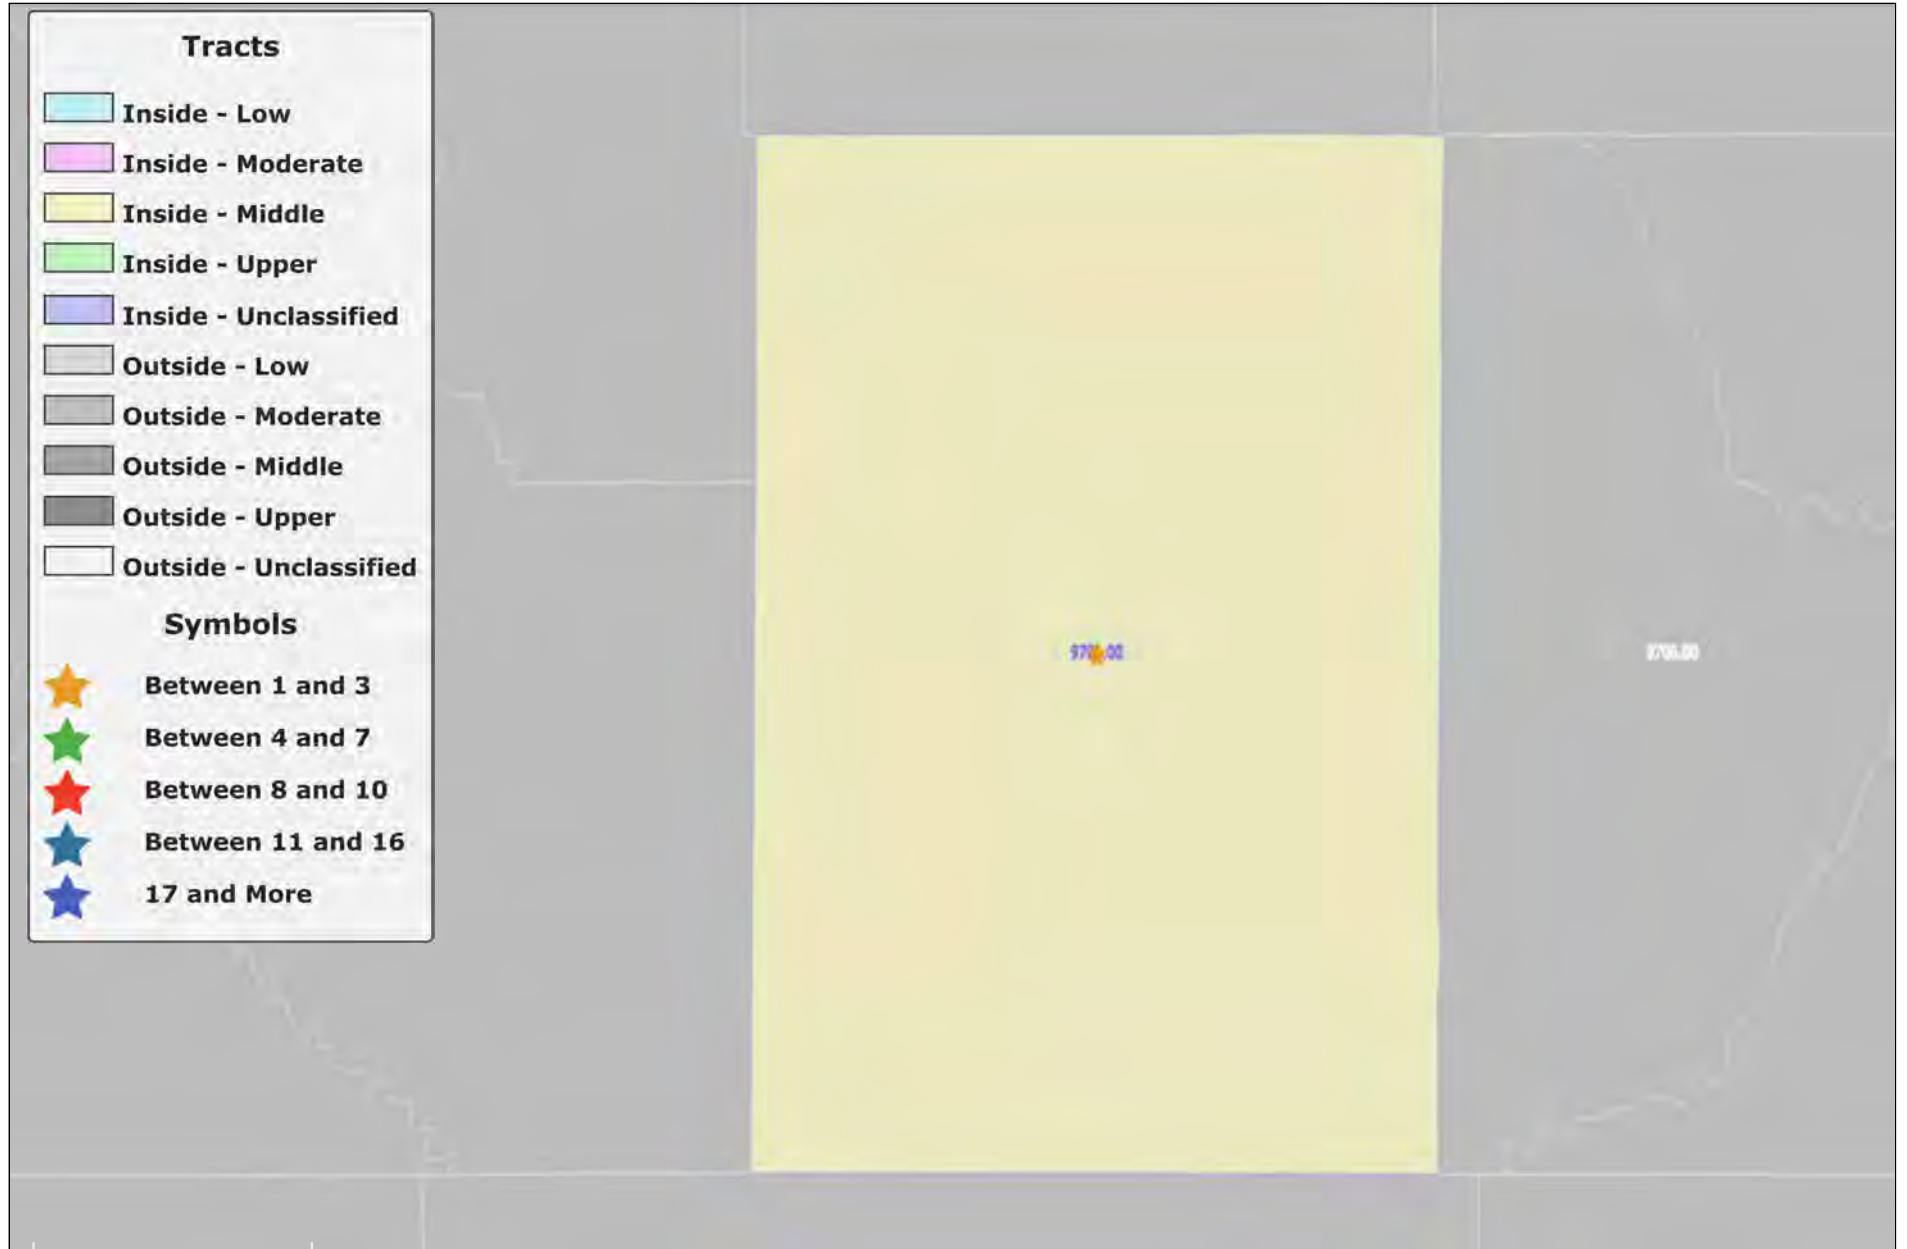 Tracts
Inside - Low
Inside - Moderate
Inside - Middle
Inside - Upper
Inside - Unclassified
Outside - Low
Outside - Moderate
Outside - Middle
Outside - Upper
Outside - Unclassified
Symbols
Between 1 and 3
Between 4 and 7
Between 8 and 10
Between 11 and 16
17 and More